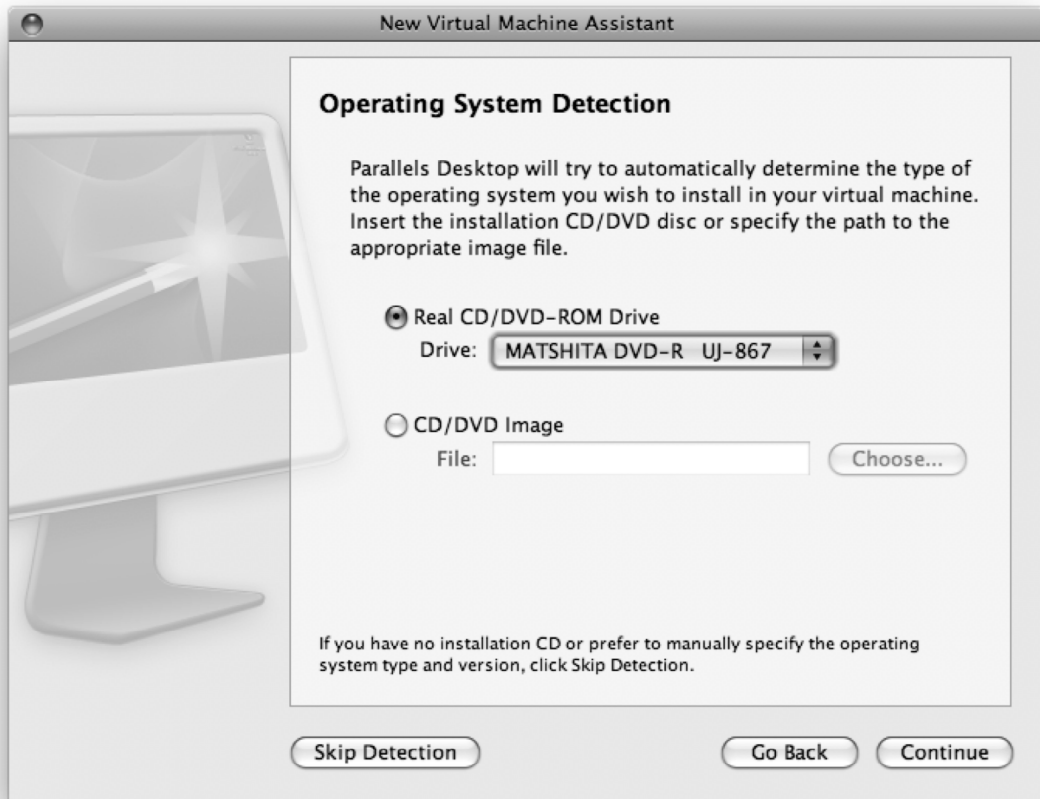 New Virtual Machine Assistant
Operating System Detection
Parallels Desktop will try to automatically determine the type of
the operating system you wish to install in your virtual machine.
Insert the installation CD/DVD disc or specify the path to the
appropriate image file.
Real CD/DVD-ROM Drive
Drive: MATSHITA DVD-R UJ-867
CD/DVD Image
File: Choose...
If you have no installation CD or prefer to manually specify the operating
system type and version, click Skip Detection.
Skip Detection Go Back Continue